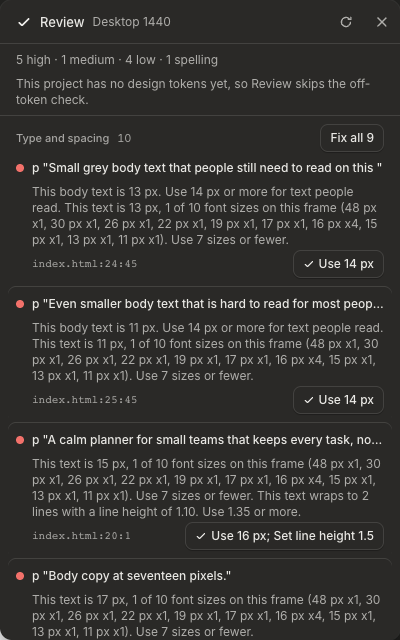 Review Desktop 1440
5 high · 1 medium · 4 low · 1 spelling
This project has no design tokens yet, so Review skips the off-
token check.
Type and spacing 10
Fix all 9
p "Small grey body text that people still need to read on this "
This body text is 13 px. Use 14 px or more for text people
read. This text is 13 px, 1 of 10 font sizes on this frame (48 px
x1, 30 px x1, 26 px x1, 22 px x1, 19 px x1, 17 px x1, 16 px x4, 15
px x1, 13 px x1, 11 px x1). Use 7 sizes or fewer.
index.html:24:45
Use 14 px
p "Even smaller body text that is hard to read for most peop...
This body text is 11 px. Use 14 px or more for text people read.
This text is 11 px, 1 of 10 font sizes on this frame (48 px x1, 30
px x1, 26 px x1, 22 px x1, 19 px x1, 17 px x1, 16 px x4, 15 px x1,
13 px x1, 11 px x1). Use 7 sizes or fewer.
index.html:25:45
Use 14 px
p "A calm planner for small teams that keeps every task, no...
This text is 15 px, 1 of 10 font sizes on this frame (48 px x1, 30
px x1, 26 px x1, 22 px x1, 19 px x1, 17 px x1, 16 px x4, 15 px x1,
13 px x1, 11 px x1). Use 7 sizes or fewer. This text wraps to 2
lines with a line height of 1.10. Use 1.35 or more.
index.html:20:1
Use 16 px; Set line height 1.5
p "Body copy at seventeen pixels."
This text is 17 px, 1 of 10 font sizes on this frame (48 px x1, 30
px x1, 26 px x1, 22 px x1, 19 px x1, 17 px x1, 16 px x4, 15 px x1,
13 px x1, 11 px x1). Use 7 sizes or fewer.